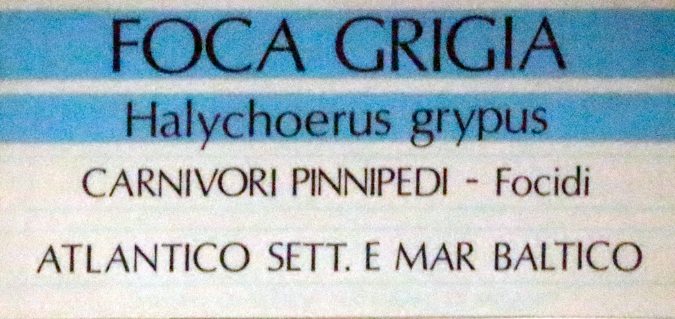 FOCA GRIGIA
Halychoerus grypus
CARNIVORI PINNIPEDI - Focidi
ATLANTICO SETT. E MAR BALTICO